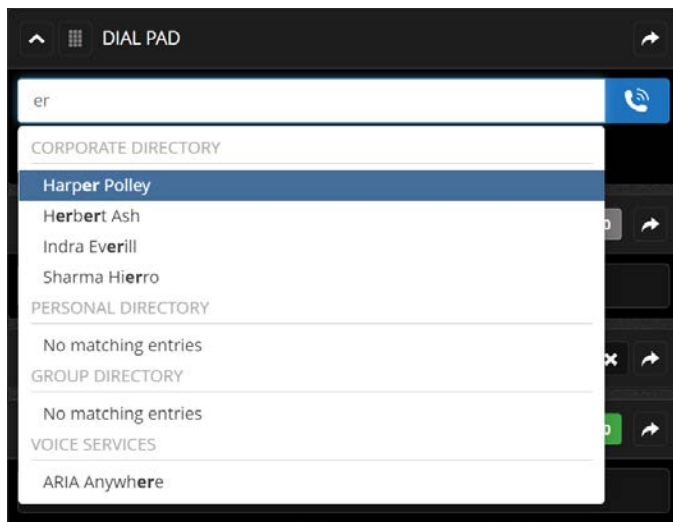 DIAL PAD
er
CORPORATE DIRECTORY
Harper Polley
Herbert Ash
Indra Everill
Sharma Hierro
PERSONAL DIRECTORY
No matching entries
GROUP DIRECTORY
No matching entries
VOICE SERVICES
ARIA Anywhere